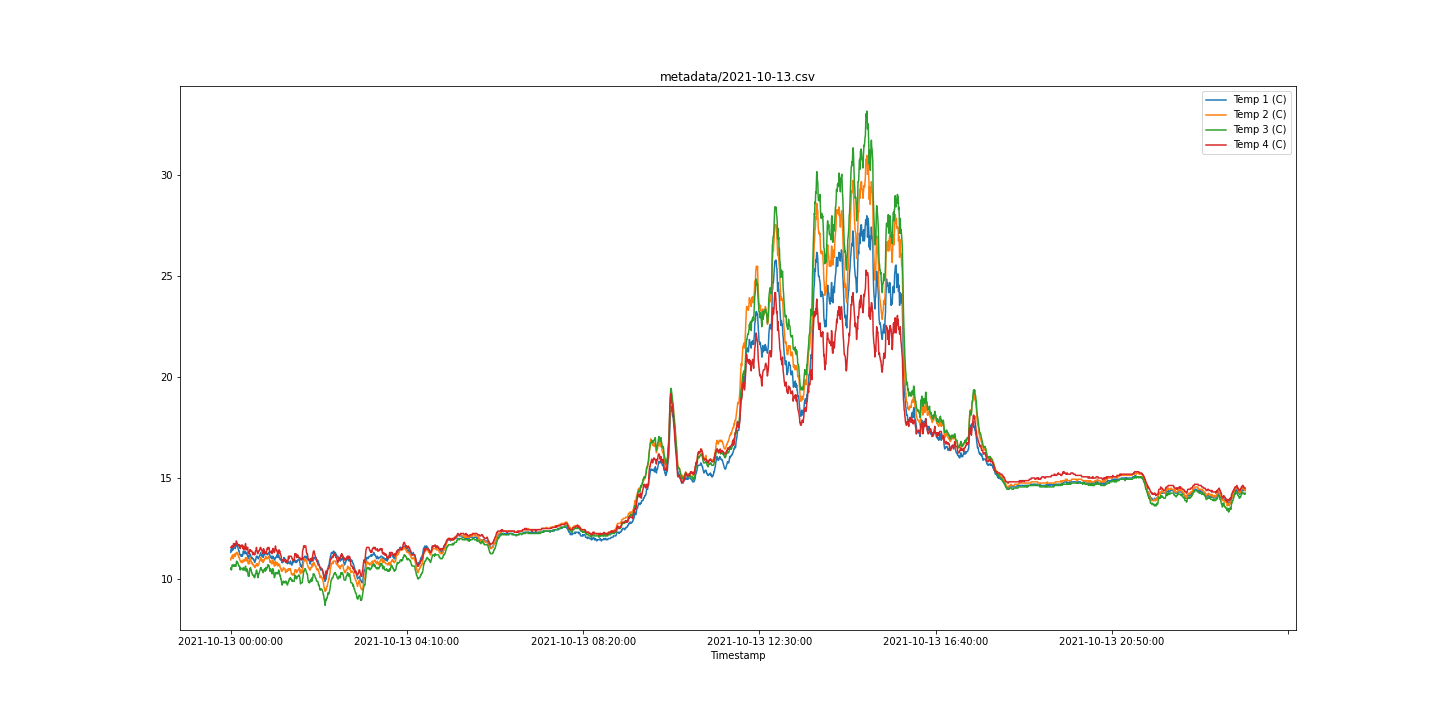 metadata/2021-10-13.csv
Temp 1 (C)
Temp 2 (C)
Temp 3 (C)
Temp 4 (C)
30
25
20
15
10
2021-10-13 00:00:00
2021-10-13 04:10:00
2021-10-13 08:20:00
2021-10-13 12:30:00
2021-10-13 16:40:00
2021-10-13 20:50:00
Timestamp